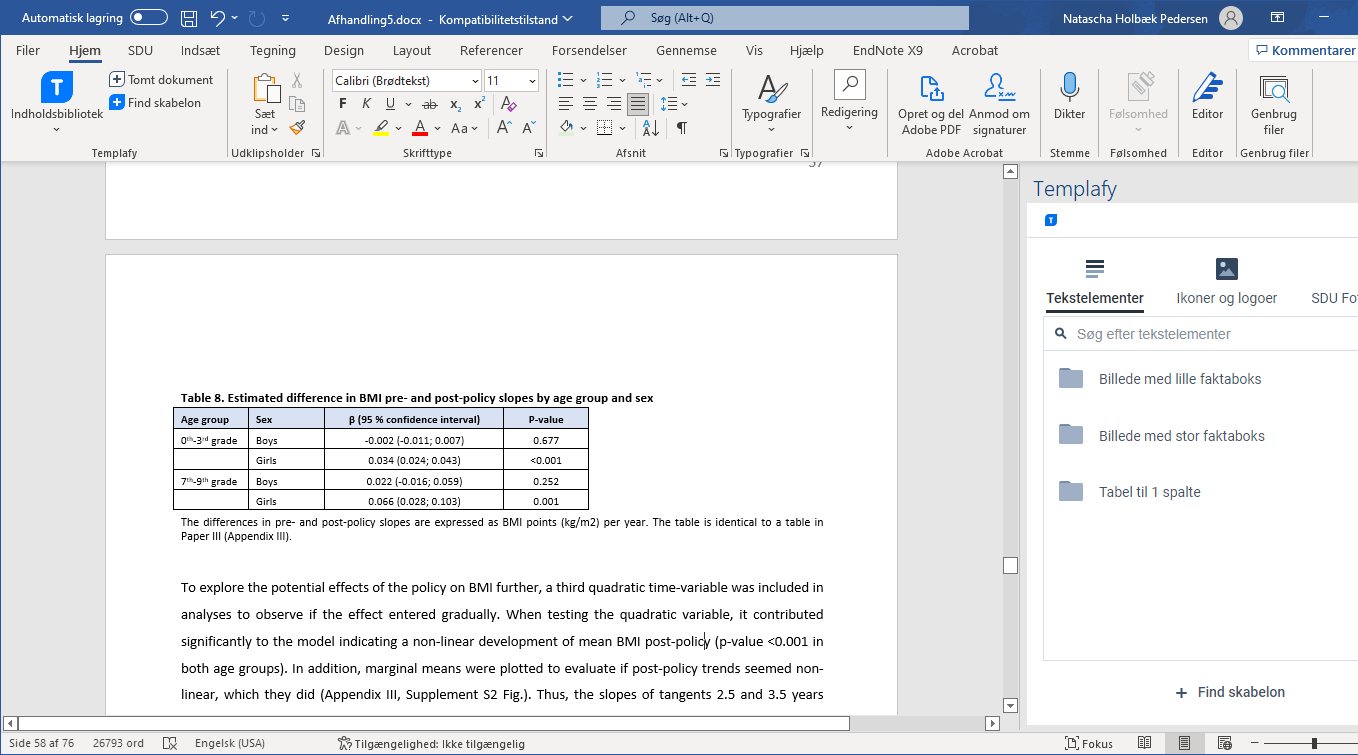 Automatisk lagring
Afhandling5.docx - Kompatibilitetstilstand
Søg (Alt+Q)
Natascha Holbæk Pedersen
Filer Hjem SDU Indsæt Tegning Design Layout Referencer Forsendelser Gennemse Vis Hjælp EndNote X9 Acrobat
Kommentarer
Indholdsbibliotek
Tomt dokument
Find skabelon
Templafy
Sæt
ind
Udklipsholder
Calibri (Brødtekst) 11
F K U ab x₂ x²
A A Aa A A
Skrifttype
Afsnit
Typografier
Typografier
Redigering
Opret og del
Adobe PDF
Anmod om
signaturer
Adobe Acrobat
Dikter
Stemme
Følsomhed
Følsomhed
Editor
Editor
Genbrug
filer
Genbrug filer
Table 8. Estimated difference in BMI pre- and post-policy slopes by age group and sex
Age group Sex β (95 % confidence interval) P-value
0th-3rd grade Boys -0.002 (-0.011; 0.007) 0.677
Girls 0.034 (0.024; 0.043) <0.001
7th-9th grade Boys 0.022 (-0.016; 0.059) 0.252
Girls 0.066 (0.028; 0.103) 0.001
The differences in pre- and post-policy slopes are expressed as BMI points (kg/m2) per year. The table is identical to a table in
Paper III (Appendix III).
To explore the potential effects of the policy on BMI further, a third quadratic time-variable was included in
analyses to observe if the effect entered gradually. When testing the quadratic variable, it contributed
significantly to the model indicating a non-linear development of mean BMI post-policy (p-value <0.001 in
both age groups). In addition, marginal means were plotted to evaluate if post-policy trends seemed non-
linear, which they did (Appendix III, Supplement S2 Fig.). Thus, the slopes of tangents 2.5 and 3.5 years
Templafy
Tekstelementer
Ikoner og logoer
SDU Fo
Søg efter tekstelementer
Billede med lille faktaboks
Billede med stor faktaboks
Tabel til 1 spalte
+ Find skabelon
Side 58 af 76 26793 ord Engelsk (USA) Tilgængelighed: Ikke tilgængelig
Fokus